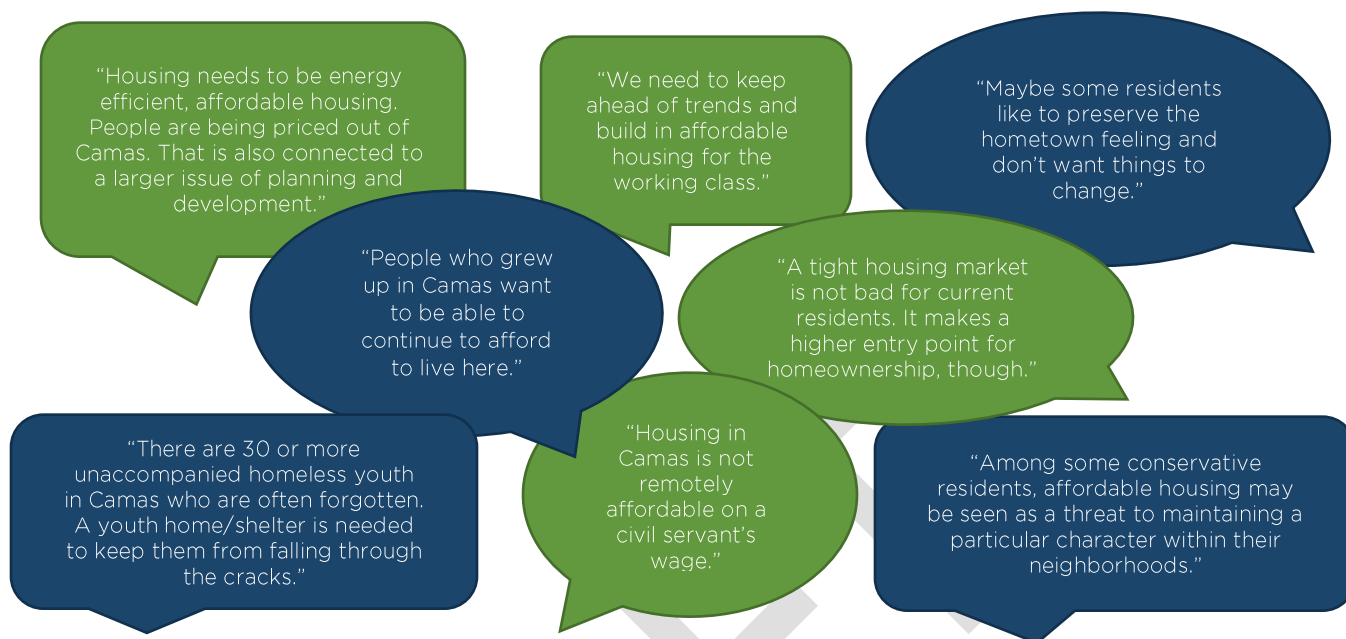 “Housing needs to be energy
efficient, affordable housing.
People are being priced out of
Camas. That is also connected to
a larger issue of planning and
development.”
“We need to keep
ahead of trends and
build in affordable
housing for the
working class.”
“Maybe some residents
like to preserve the
hometown feeling and
don’t want things to
change.”
“People who grew
up in Camas want
to be able to
continue to afford
to live here.”
“A tight housing market
is not bad for current
residents. It makes a
higher entry point for
homeownership, though.”
“There are 30 or more
unaccompanied homeless youth
in Camas who are often forgotten.
A youth home/shelter is needed
to keep them from falling through
the cracks.”
“Housing in
Camas is not
remotely
affordable on a
civil servant’s
wage.”
“Among some conservative
residents, affordable housing may
be seen as a threat to maintaining a
particular character within their
neighborhoods.”